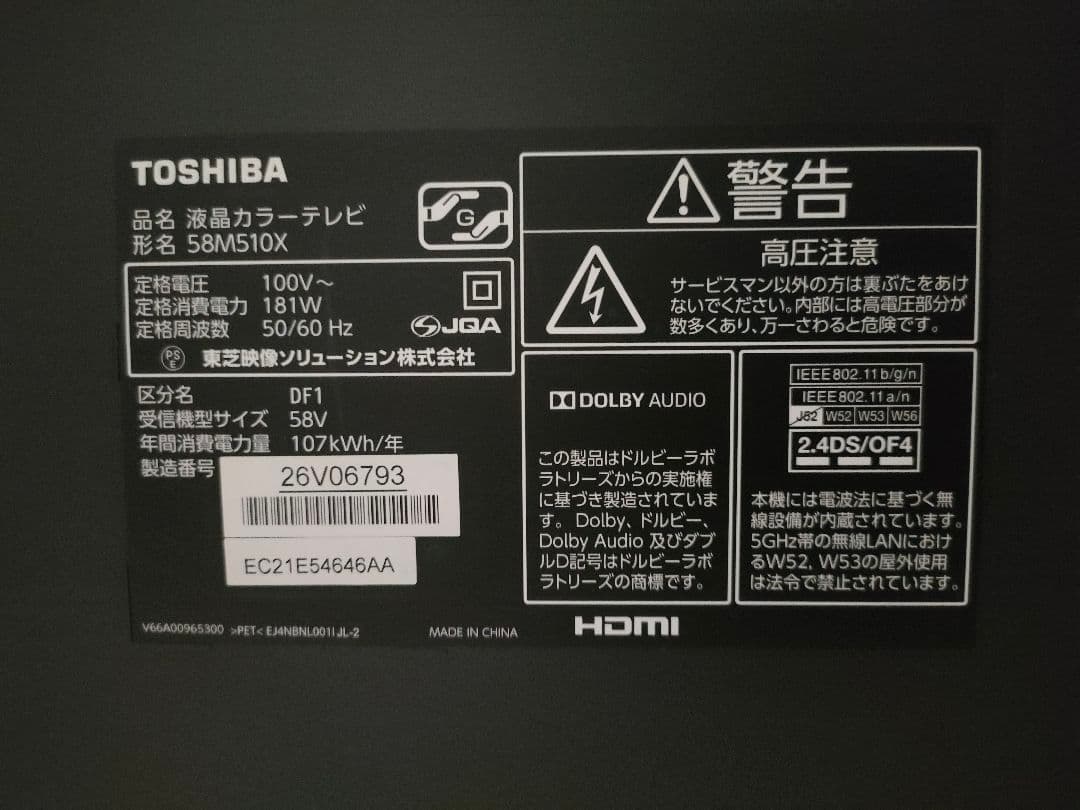 TOSHIBA
品名 液晶カラーテレビ
形名 58M510X
G
定格電圧 100V～
定格消費電力 181W
定格周波数 50/60 Hz
JQA
PSE 東芝映像ソリューション株式会社
区分名 DF1
受信機型サイズ 58V
年間消費電力量 107kWh/年
製造番号
26V06793
EC21E54646AA
V66A00965300 >PET< EJ4NBNL001I JL-2
MADE IN CHINA
警告
高圧注意
サービスマン以外の方は裏ぶたをあけ
ないでください。内部には高電圧部分が
数多くあり、万一さわると危険です。
DOLBY AUDIO
この製品はドルビーラボ
ラトリーズからの実施権
に基づき製造されていま
す。Dolby、ドルビー、
Dolby Audio 及びダブ
ルD記号はドルビーラボ
ラトリーズの商標です。
HDMI
IEEE802.11b/g/n
IEEE802.11a/n
J52 W52 W53 W56
2.4DS/OF4
本機には電波法に基づく無
線設備が内蔵されています。
5GHz帯の無線LANにおけ
るW52、W53の屋外使用
は法令で禁止されています。